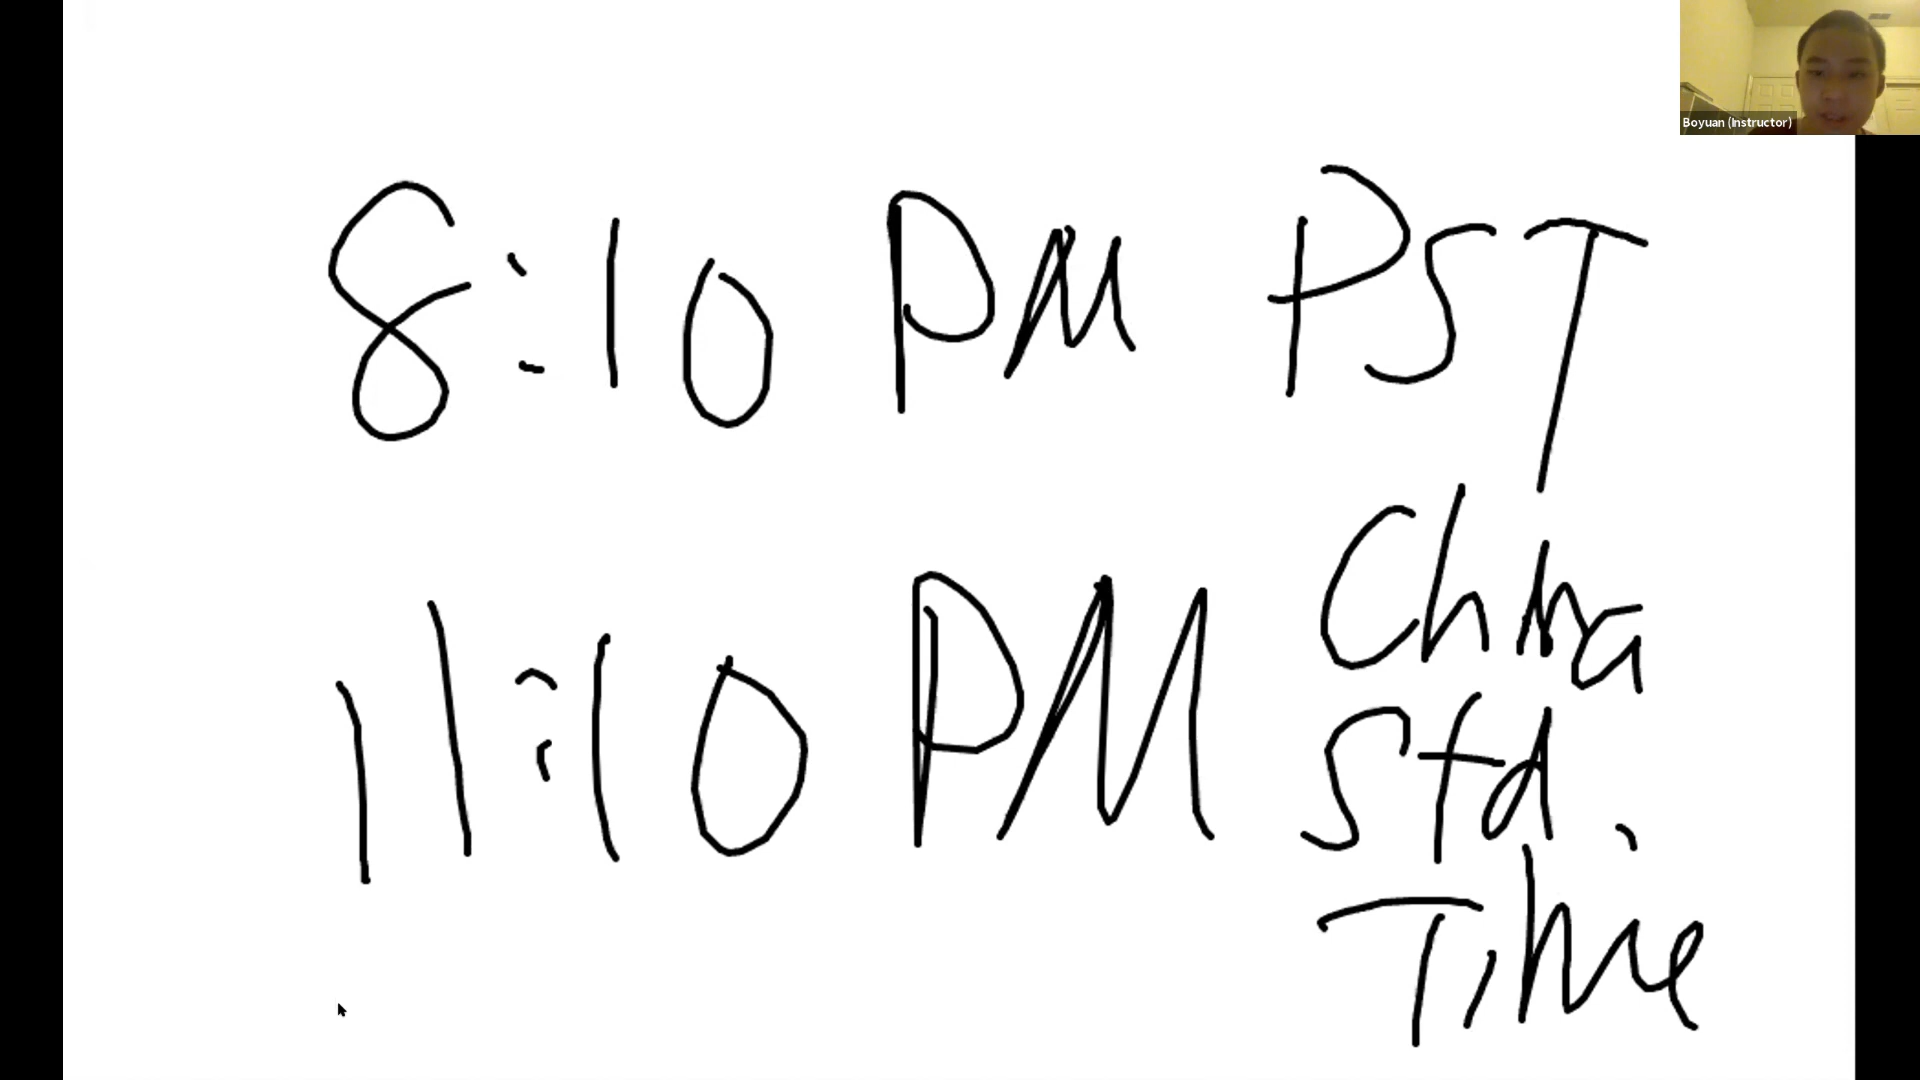 Boyuan (Instructor)
8:10 PM PST
11:10 PM China
Std.
Time